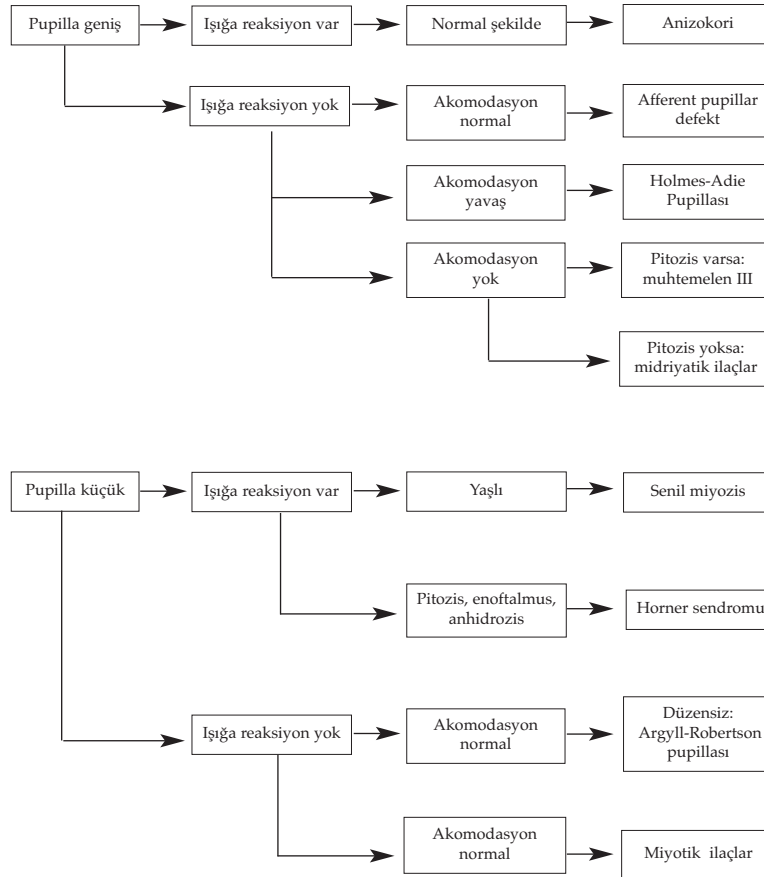 Pupilla geniş
Işığa reaksiyon var
Normal şekilde
Anizokori
Işığa reaksiyon yok
Akomodasyon
normal
Afferent pupillar
defekt
Akomodasyon
yavaş
Holmes-Adie
Pupillası
Akomodasyon
yok
Pitozis varsa:
muhtemelen III
Pitozis yoksa:
midriyatik ilaçlar
Pupilla küçük
Işığa reaksiyon var
Yaşlı
Senil miyozis
Pitozis, enoftalmus,
anhidrozis
Horner sendromu
Işığa reaksiyon yok
Akomodasyon
normal
Düzensiz:
Argyll-Robertson
pupillası
Akomodasyon
normal
Miyotik ilaçlar